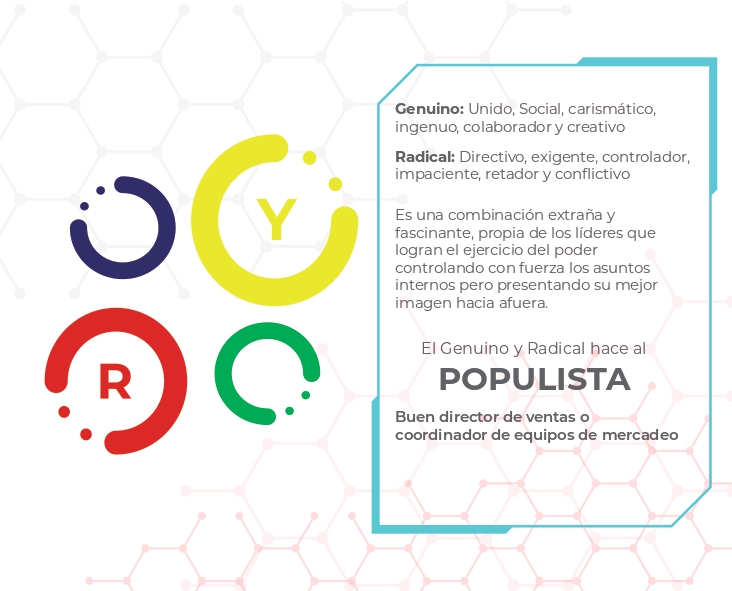 Y
R
Genuino: Unido, Social, carismático,
ingenuo, colaborador y creativo
Radical: Directivo, exigente, controlador,
impaciente, retador y conflictivo
Es una combinación extraña y
fascinante, propia de los líderes que
logran el ejercicio del poder
controlando con fuerza los asuntos
internos pero presentando su mejor
imagen hacia afuera.
El Genuino y Radical hace al
POPULISTA
Buen director de ventas o
coordinador de equipos de mercadeo